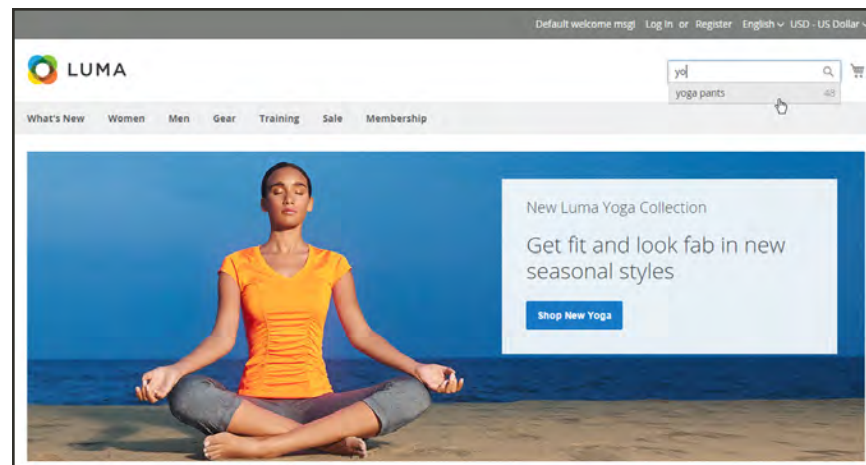 Default welcome msg! Log In or Register English USD - US Dollar
LUMA
yo
yoga pants 48
What's New Women Men Gear Training Sale Membership
New Luma Yoga Collection
Get fit and look fab in new
seasonal styles
Shop New Yoga